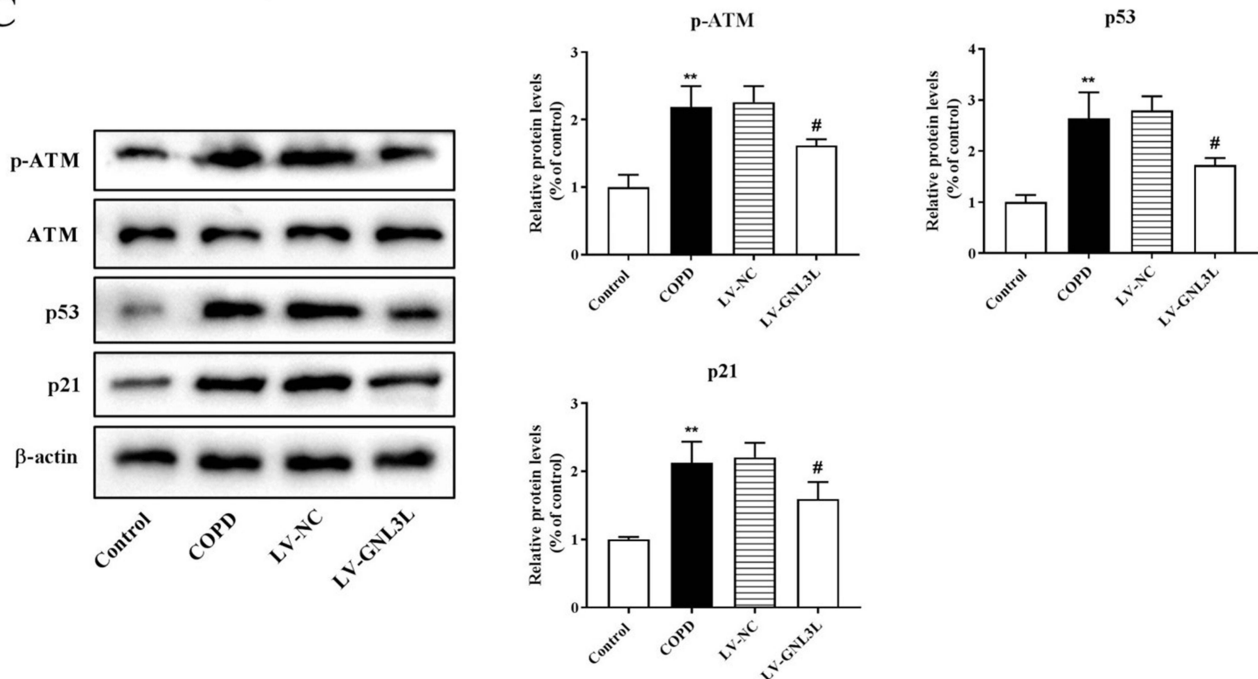 C
p-ATM
ATM
p53
p21
β-actin
Control
COPD
LV-NC
LV-GNL3L
p-ATM
Relative protein levels
(% of control)
3
2
1
0
**
#
Control
COPD
LV-NC
LV-GNL3L
p53
Relative protein levels
(% of control)
4
3
2
1
0
**
#
Control
COPD
LV-NC
LV-GNL3L
p21
Relative protein levels
(% of control)
3
2
1
0
**
#
Control
COPD
LV-NC
LV-GNL3L